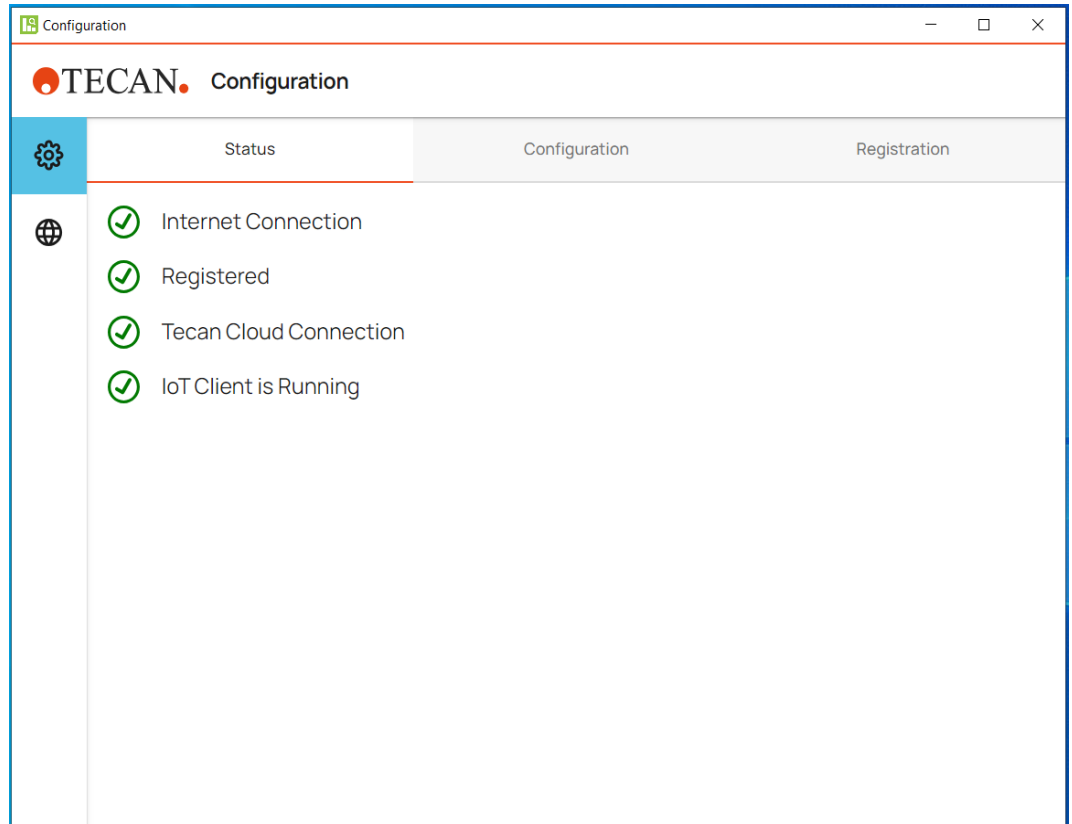 Configuration
TECAN. Configuration
Status Configuration Registration
Internet Connection
Registered
Tecan Cloud Connection
IoT Client is Running